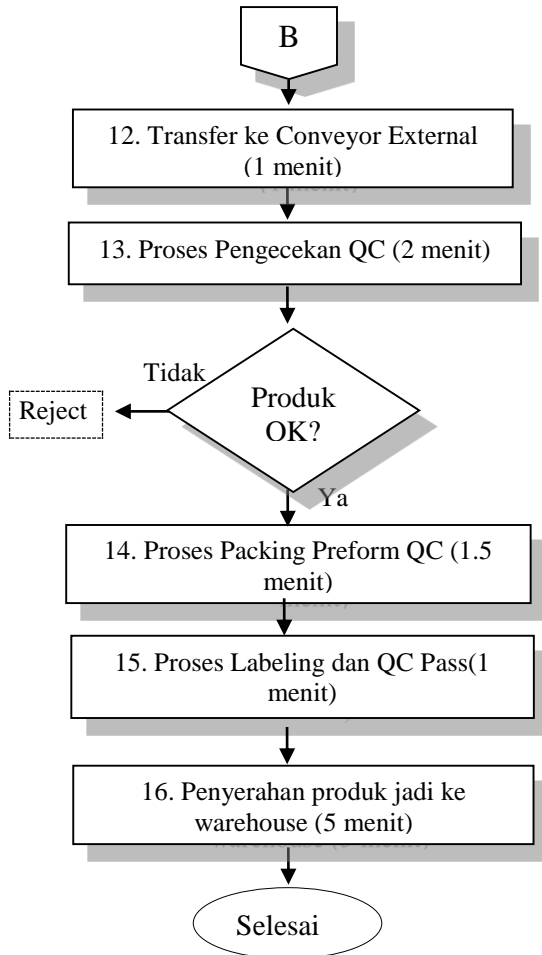 B
12. Transfer ke Conveyor External
(1 menit)
13. Proses Pengecekan QC (2 menit)
Tidak
Reject
Produk
OK?
Ya
14. Proses Packing Preform QC (1.5
menit)
15. Proses Labeling dan QC Pass(1
menit)
16. Penyerahan produk jadi ke
warehouse (5 menit)
Selesai